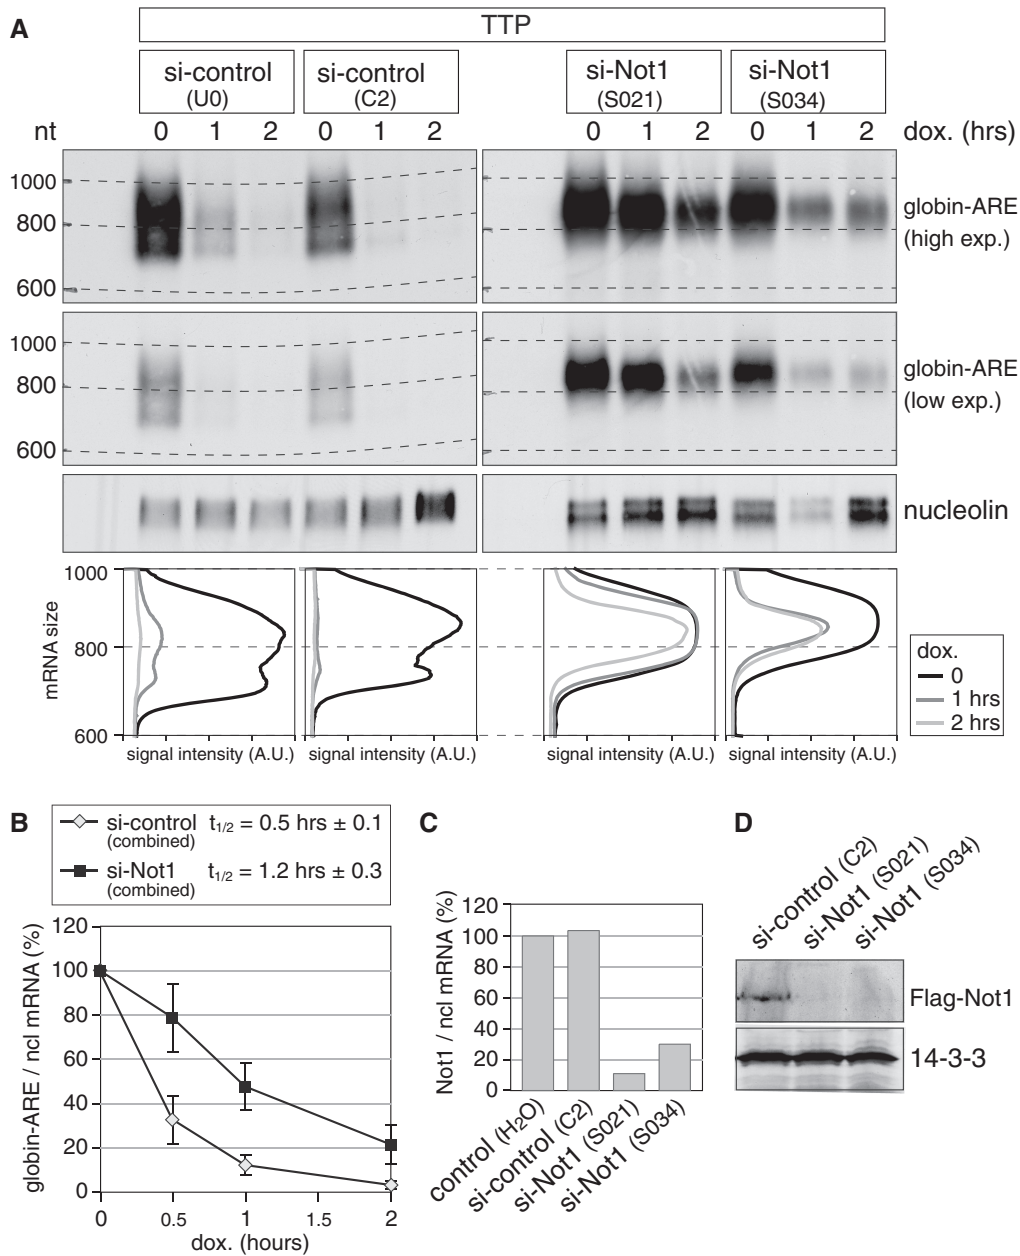 A
TTP
si-control (U0)
si-control (C2)
si-Not1 (S021)
si-Not1 (S034)
nt 0 1 2 0 1 2 0 1 2 0 1 2 dox. (hrs)
1000
800
600
globin-ARE
(high exp.)
1000
800
600
globin-ARE
(low exp.)
nucleolin
1000
800
600
mRNA size
signal intensity (A.U.) signal intensity (A.U.) signal intensity (A.U.) signal intensity (A.U.)
dox.
0
1 hrs
2 hrs
B
si-control t1/2 = 0.5 hrs ± 0.1
(combined)
si-Not1 t1/2 = 1.2 hrs ± 0.3
(combined)
globin-ARE / ncl mRNA (%)
120
100
80
60
40
20
0
0 0.5 1 1.5 2
dox. (hours)
C
Not1 / ncl mRNA (%)
120
100
80
60
40
20
0
control (H2O)
si-control (C2)
si-Not1 (S021)
si-Not1 (S034)
D
si-control (C2)
si-Not1 (S021)
si-Not1 (S034)
Flag-Not1
14-3-3